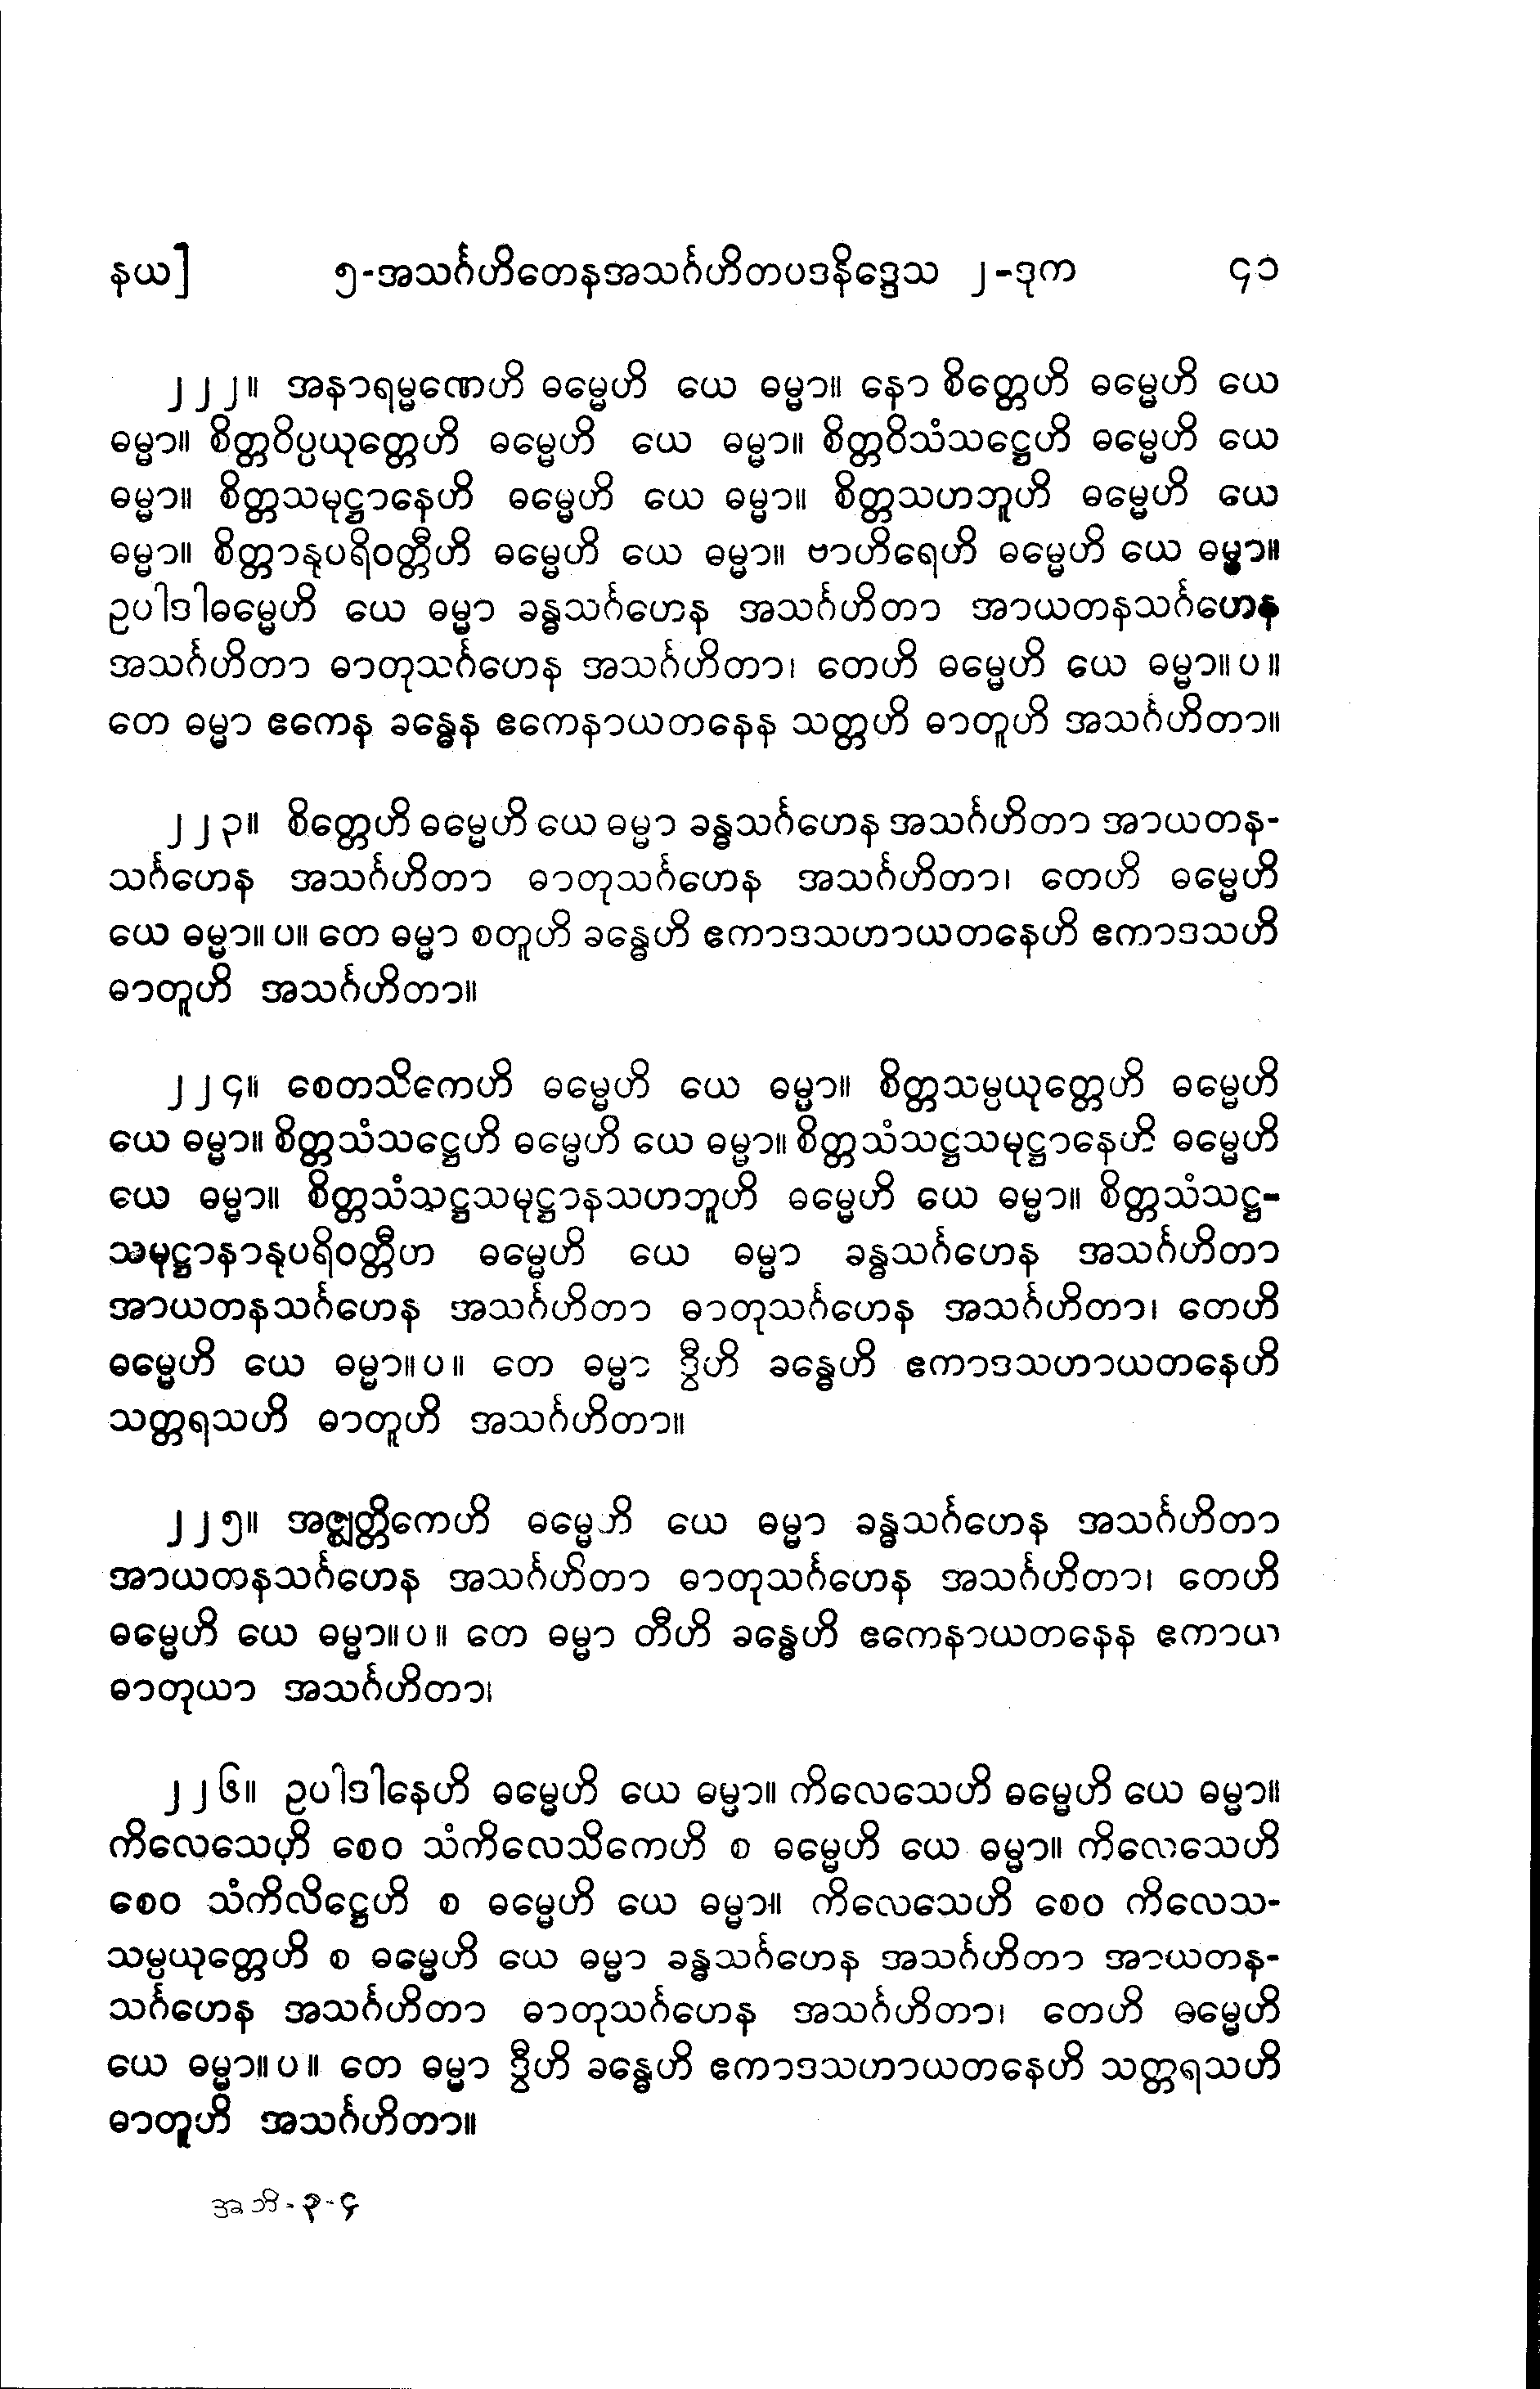 နယ] ၅-အသင်္ဂဟိတေနအသင်္ဂဟိတပဒနိဒ္ဒေသ ၂-ဒုက ၄၁
၂၂၂။ အနာရမ္မဏေဟိ ဓမ္မေဟိ ယေ ဓမ္မာ။ နော စိတ္တေဟိ ဓမ္မေဟိ ယေ
ဓမ္မာ။ စိတ္တဝိပ္ပယုတ္တေဟိ ဓမ္မေဟိ ယေ ဓမ္မာ။ စိတ္တဝိသံသဋ္ဌေဟိ ဓမ္မေဟိ ယေ
ဓမ္မာ။ စိတ္တသမုဋ္ဌာနေဟိ ဓမ္မေဟိ ယေ ဓမ္မာ။ စိတ္တသဟဘူဟိ ဓမ္မေဟိ ယေ
ဓမ္မာ။ စိတ္တာနုပရိဝတ္တီဟိ ဓမ္မေဟိ ယေ ဓမ္မာ။ ဗာဟိရေဟိ ဓမ္မေဟိ ယေ ဓမ္မာ။
ဥပါဒါဓမ္မေဟိ ယေ ဓမ္မာ ခန္ဓသင်္ဂဟေန အသင်္ဂဟိတာ အာယတနသင်္ဂဟေန
အသင်္ဂဟိတာ ဓာတုသင်္ဂဟေန အသင်္ဂဟိတာ၊ တေဟိ ဓမ္မေဟိ ယေ ဓမ္မာ။ပ။
တေ ဓမ္မာ ဧကေန ခန္ဓေန ဧကေနာယတနေန သတ္တဟိ ဓာတူဟိ အသင်္ဂဟိတာ။
၂၂၃။ စိတ္တေဟိ ဓမ္မေဟိ ယေ ဓမ္မာ ခန္ဓသင်္ဂဟေန အသင်္ဂဟိတာ အာယတန-
သင်္ဂဟေန အသင်္ဂဟိတာ ဓာတုသင်္ဂဟေန အသင်္ဂဟိတာ၊ တေဟိ ဓမ္မေဟိ
ယေ ဓမ္မာ။ပ။ တေ ဓမ္မာ စတူဟိ ခန္ဓေဟိ ဧကာဒသဟာယတနေဟိ ဧကာဒသဟိ
ဓာတူဟိ အသင်္ဂဟိတာ။
၂၂၄။ စေတသိကေဟိ ဓမ္မေဟိ ယေ ဓမ္မာ။ စိတ္တသမ္ပယုတ္တေဟိ ဓမ္မေဟိ
ယေ ဓမ္မာ။ စိတ္တသံသဋ္ဌေဟိ ဓမ္မေဟိ ယေ ဓမ္မာ။ စိတ္တသံသဋ္ဌသမုဋ္ဌာနေဟိ ဓမ္မေဟိ
ယေ ဓမ္မာ။ စိတ္တသံသဋ္ဌသမုဋ္ဌာနသဟဘူဟိ ဓမ္မေဟိ ယေ ဓမ္မာ။ စိတ္တသံသဋ္ဌ-
သမုဋ္ဌာနာနုပရိဝတ္တီဟ ဓမ္မေဟိ ယေ ဓမ္မာ ခန္ဓသင်္ဂဟေန အသင်္ဂဟိတာ
အာယတနသင်္ဂဟေန အသင်္ဂဟိတာ ဓာတုသင်္ဂဟေန အသင်္ဂဟိတာ၊ တေဟိ
ဓမ္မေဟိ ယေ ဓမ္မာ။ပ။ တေ ဓမ္မာ ဒွီဟိ ခန္ဓေဟိ ဧကာဒသဟာယတနေဟိ
သတ္တရသဟိ ဓာတူဟိ အသင်္ဂဟိတာ။
၂၂၅။ အဇ္ဈတ္တိကေဟိ ဓမ္မေဟိ ယေ ဓမ္မာ ခန္ဓသင်္ဂဟေန အသင်္ဂဟိတာ
အာယတနသင်္ဂဟေန အသင်္ဂဟိတာ ဓာတုသင်္ဂဟေန အသင်္ဂဟိတာ၊ တေဟိ
ဓမ္မေဟိ ယေ ဓမ္မာ။ပ။ တေ ဓမ္မာ တီဟိ ခန္ဓေဟိ ဧကေနာယတနေန ဧကာယ
ဓာတုယာ အသင်္ဂဟိတာ၊
၂၂၆။ ဥပါဒါနေဟိ ဓမ္မေဟိ ယေ ဓမ္မာ။ ကိလေသေဟိ ဓမ္မေဟိ ယေ ဓမ္မာ။
ကိလေသေဟိ စေဝ သံကိလေသိကေဟိ စ ဓမ္မေဟိ ယေ ဓမ္မာ။ ကိလေသေဟိ
စေဝ သံကိလိဋ္ဌေဟိ စ ဓမ္မေဟိ ယေ ဓမ္မာ။ ကိလေသေဟိ စေဝ ကိလေသ-
သမ္ပယုတ္တေဟိ စ ဓမ္မေဟိ ယေ ဓမ္မာ ခန္ဓသင်္ဂဟေန အသင်္ဂဟိတာ အာယတန-
သင်္ဂဟေန အသင်္ဂဟိတာ ဓာတုသင်္ဂဟေန အသင်္ဂဟိတာ၊ တေဟိ ဓမ္မေဟိ
ယေ ဓမ္မာ။ပ။ တေ ဓမ္မာ ဒွီဟိ ခန္ဓေဟိ ဧကာဒသဟာယတနေဟိ သတ္တရသဟိ
ဓာတူဟိ အသင်္ဂဟိတာ။
အဘိ-၃-၄